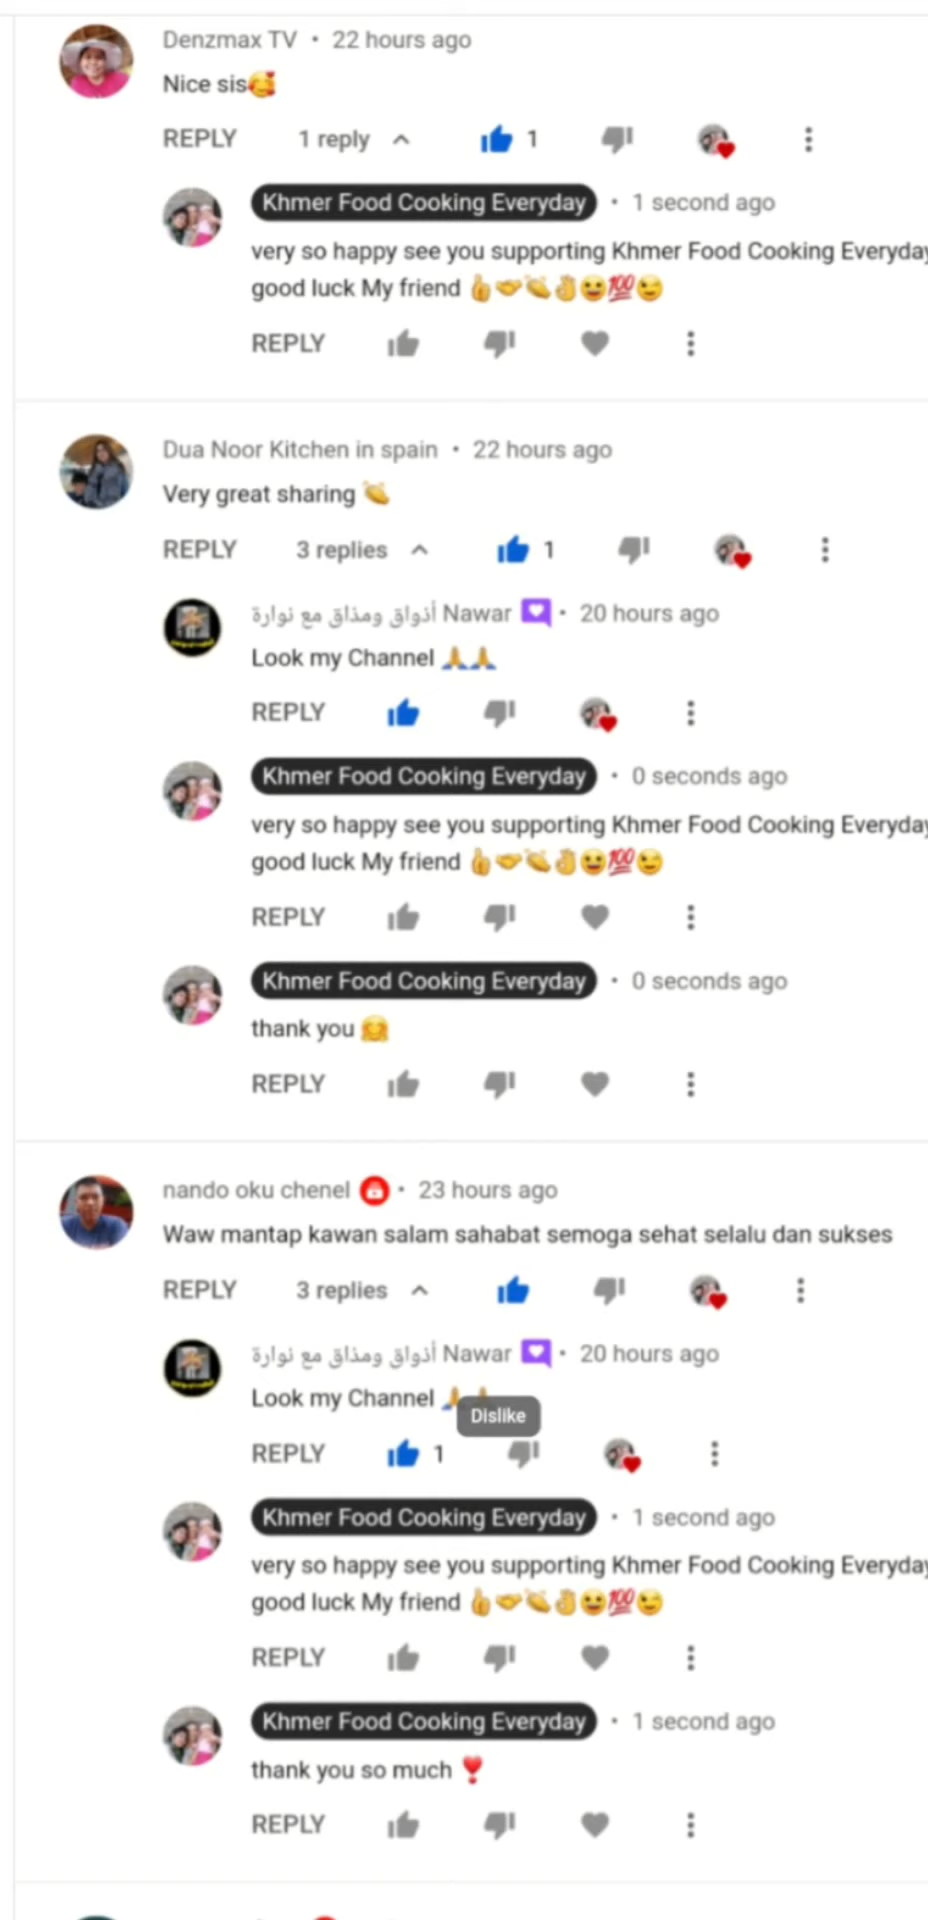 Denzmax TV • 22 hours ago
Nice sis🥰
REPLY 1 reply 1
Khmer Food Cooking Everyday • 1 second ago
very so happy see you supporting Khmer Food Cooking Everyday
good luck My friend 👍🤝👏👌😀💯😉
REPLY
Dua Noor Kitchen in spain • 22 hours ago
Very great sharing 👏
REPLY 3 replies 1
أذواق ومذاق مع نوارة Nawar • 20 hours ago
Look my Channel 🙏🙏
REPLY
Khmer Food Cooking Everyday • 0 seconds ago
very so happy see you supporting Khmer Food Cooking Everyday
good luck My friend 👍🤝👏👌😀💯😉
REPLY
Khmer Food Cooking Everyday • 0 seconds ago
thank you 🤗
REPLY
nando oku chenel • 23 hours ago
Waw mantap kawan salam sahabat semoga sehat selalu dan sukses
REPLY 3 replies
أذواق ومذاق مع نوارة Nawar • 20 hours ago
Look my Channel 🙏🙏
Dislike
REPLY 1
Khmer Food Cooking Everyday • 1 second ago
very so happy see you supporting Khmer Food Cooking Everyday
good luck My friend 👍🤝👏👌😀💯😉
REPLY
Khmer Food Cooking Everyday • 1 second ago
thank you so much ❣️
REPLY